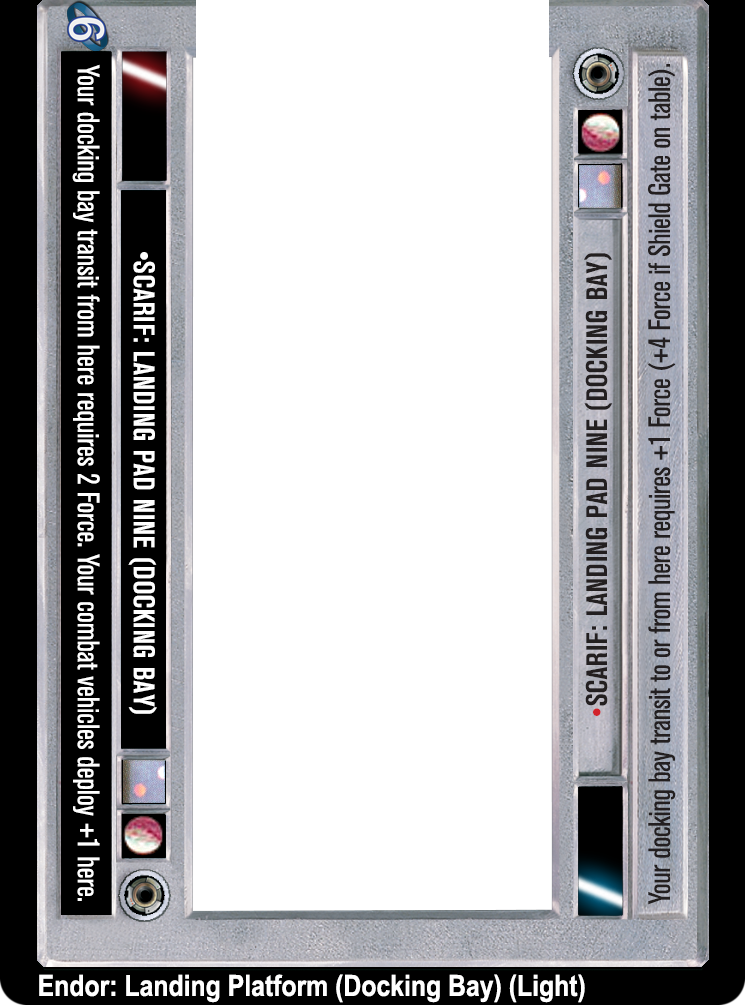 6
Your docking bay transit from here requires 2 Force. Your combat vehicles deploy +1 here.
•SCARIF: LANDING PAD NINE (DOCKING BAY)
•SCARIF: LANDING PAD NINE (DOCKING BAY)
Your docking bay transit to or from here requires +1 Force (+4 Force if Shield Gate on table).
Endor: Landing Platform (Docking Bay) (Light)